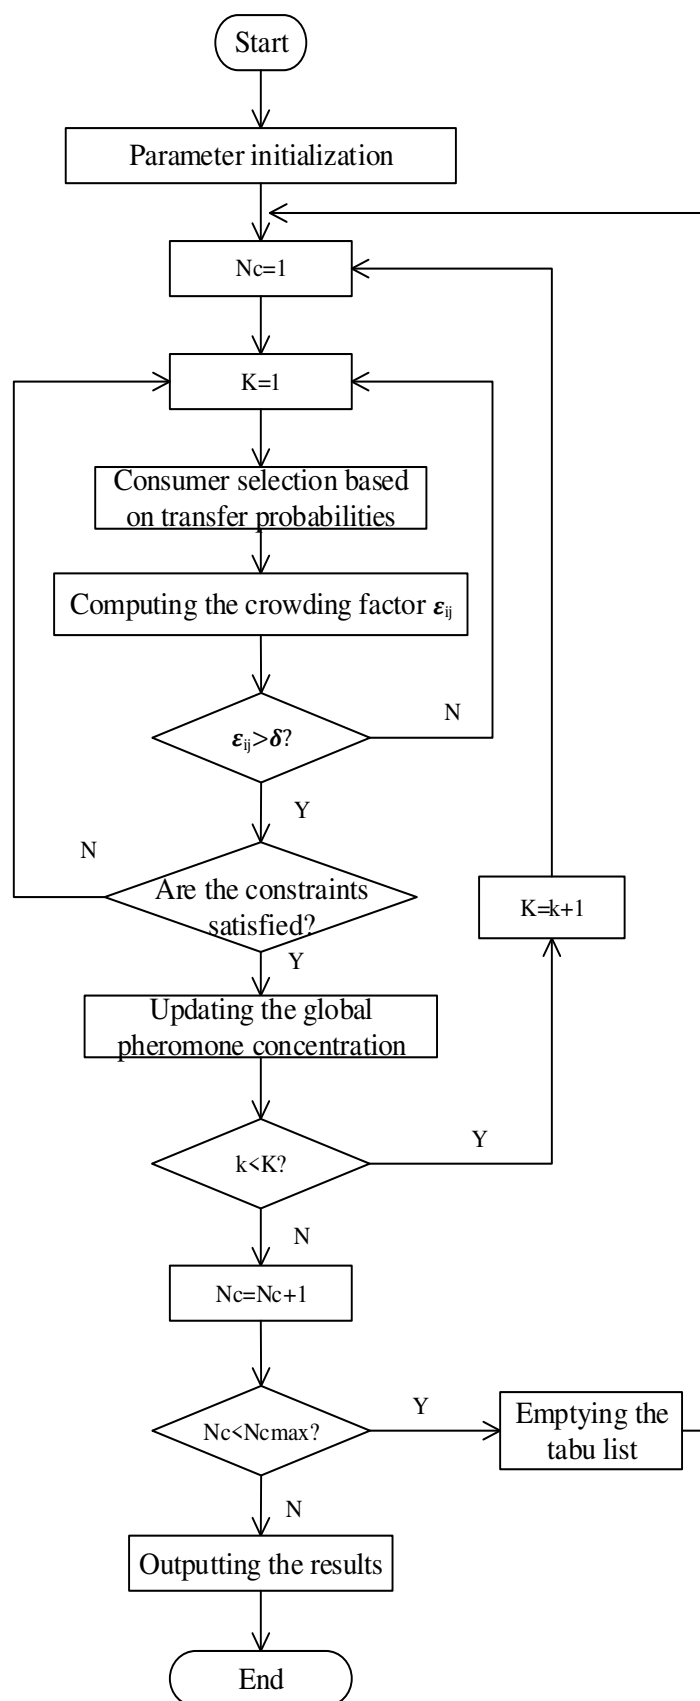 Start
Parameter initialization
Nc=1
K=1
Consumer selection based
on transfer probabilities
Computing the crowding factor εij
εij>δ?
N
Y
N
Are the constraints
satisfied?
K=k+1
Y
Updating the global
pheromone concentration
k<K?
Y
N
Nc=Nc+1
Nc<Ncmax?
Y
Emptying the
tabu list
N
Outputting the results
End